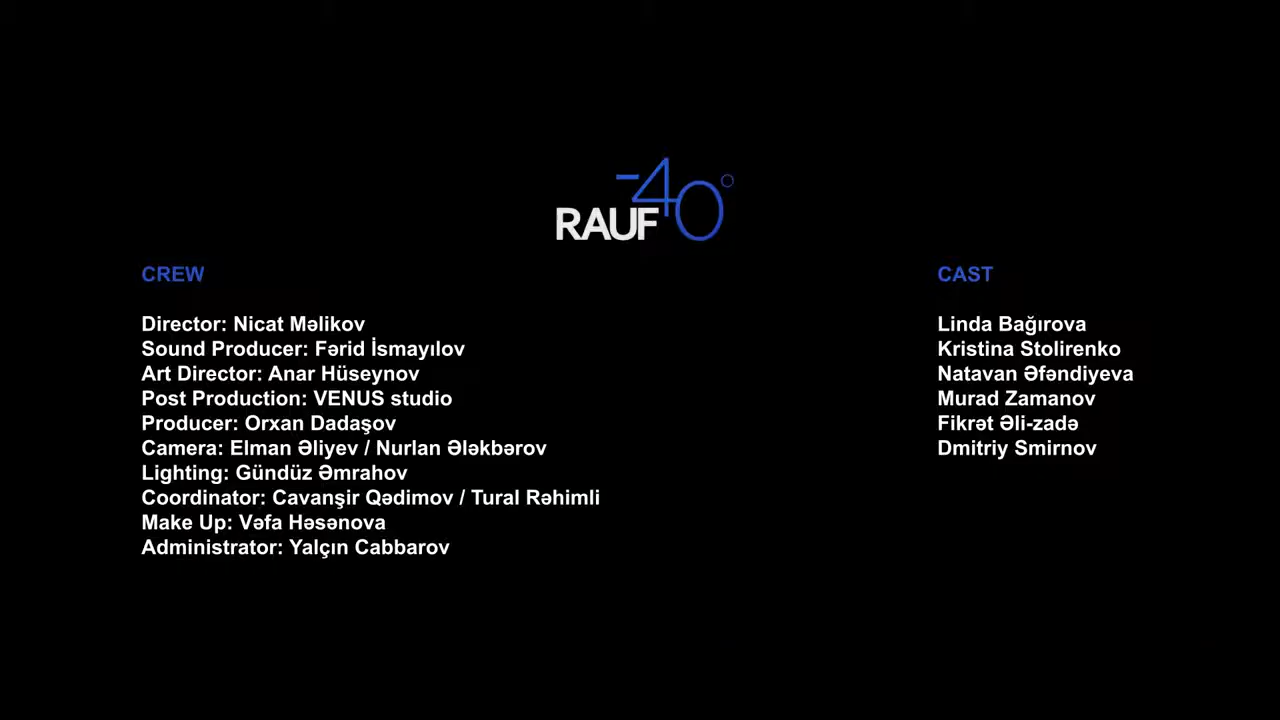 -40°
RAUF
CREW
Director: Nicat Məlikov
Sound Producer: Fərid İsmayılov
Art Director: Anar Hüseynov
Post Production: VENUS studio
Producer: Orxan Dadaşov
Camera: Elman Əliyev / Nurlan Ələkbərov
Lighting: Gündüz Əmrahov
Coordinator: Cavanşir Qədimov / Tural Rəhimli
Make Up: Vəfa Həsənova
Administrator: Yalçın Cabbarov
CAST
Linda Bağırova
Kristina Stolirenko
Natavan Əfəndiyeva
Murad Zamanov
Fikrət Əli-zadə
Dmitriy Smirnov